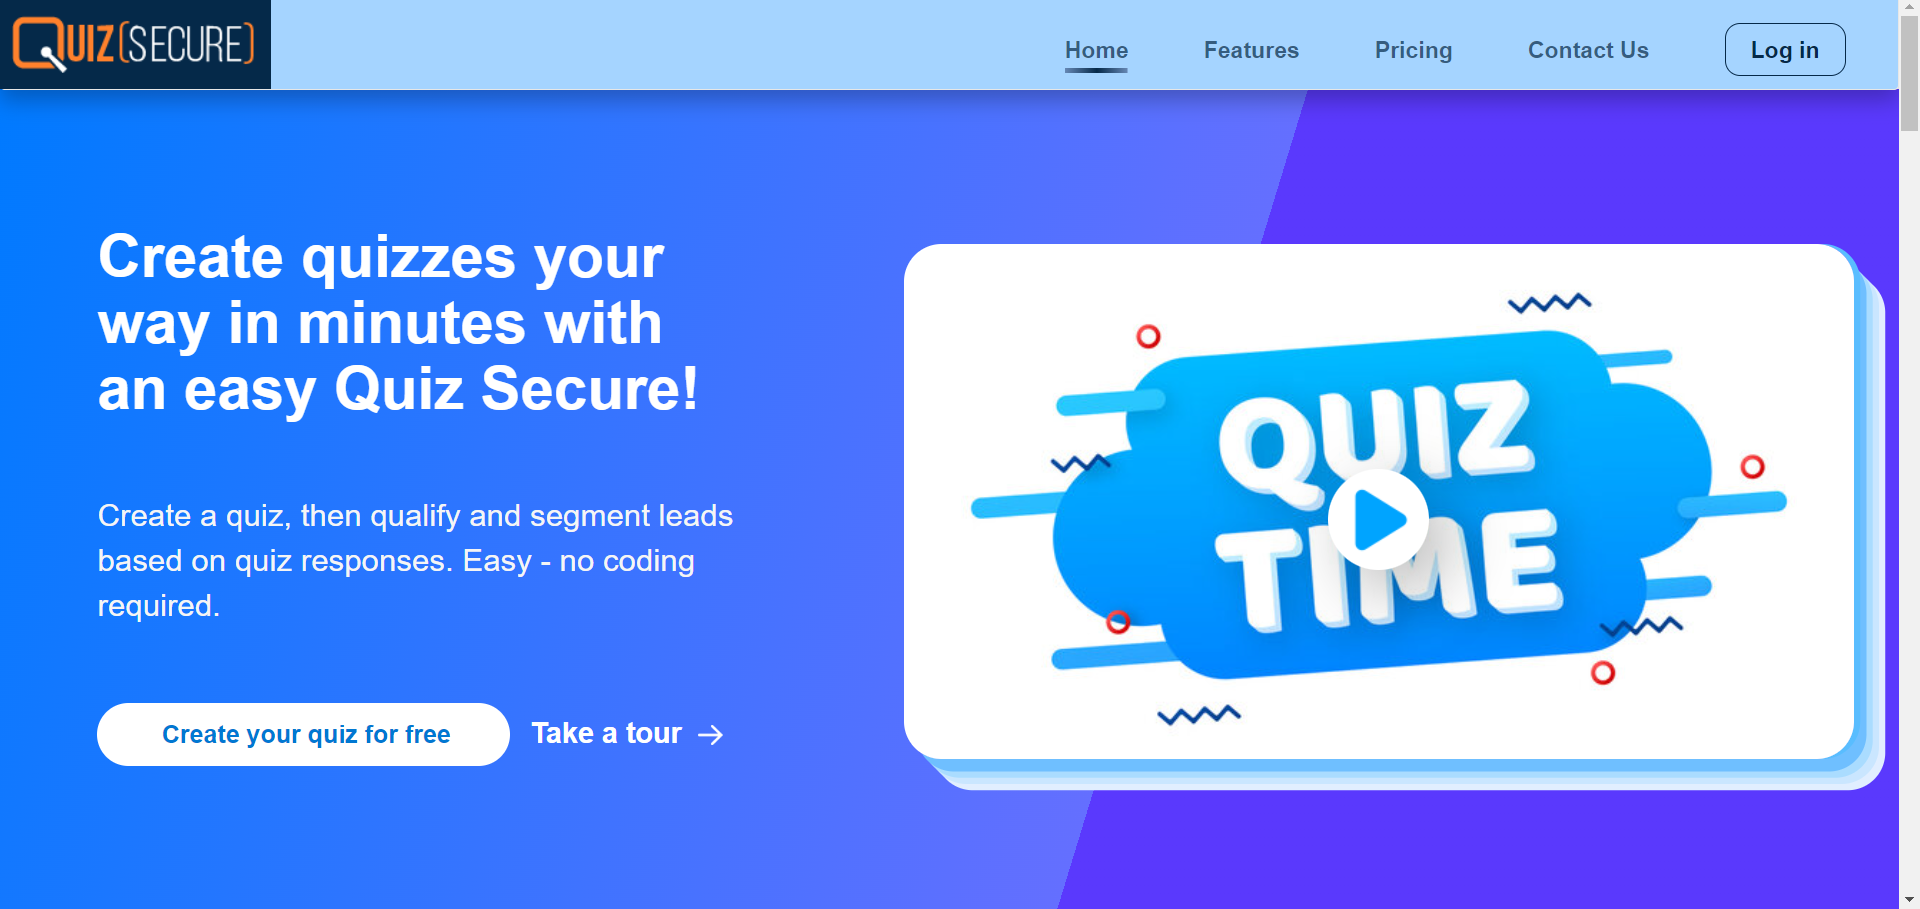 QUIZ{SECURE}
Home
Features
Pricing
Contact Us
Log in
Create quizzes your
way in minutes with
an easy Quiz Secure!
Create a quiz, then qualify and segment leads
based on quiz responses. Easy - no coding
required.
Create your quiz for free
Take a tour →
QUIZ
TIME